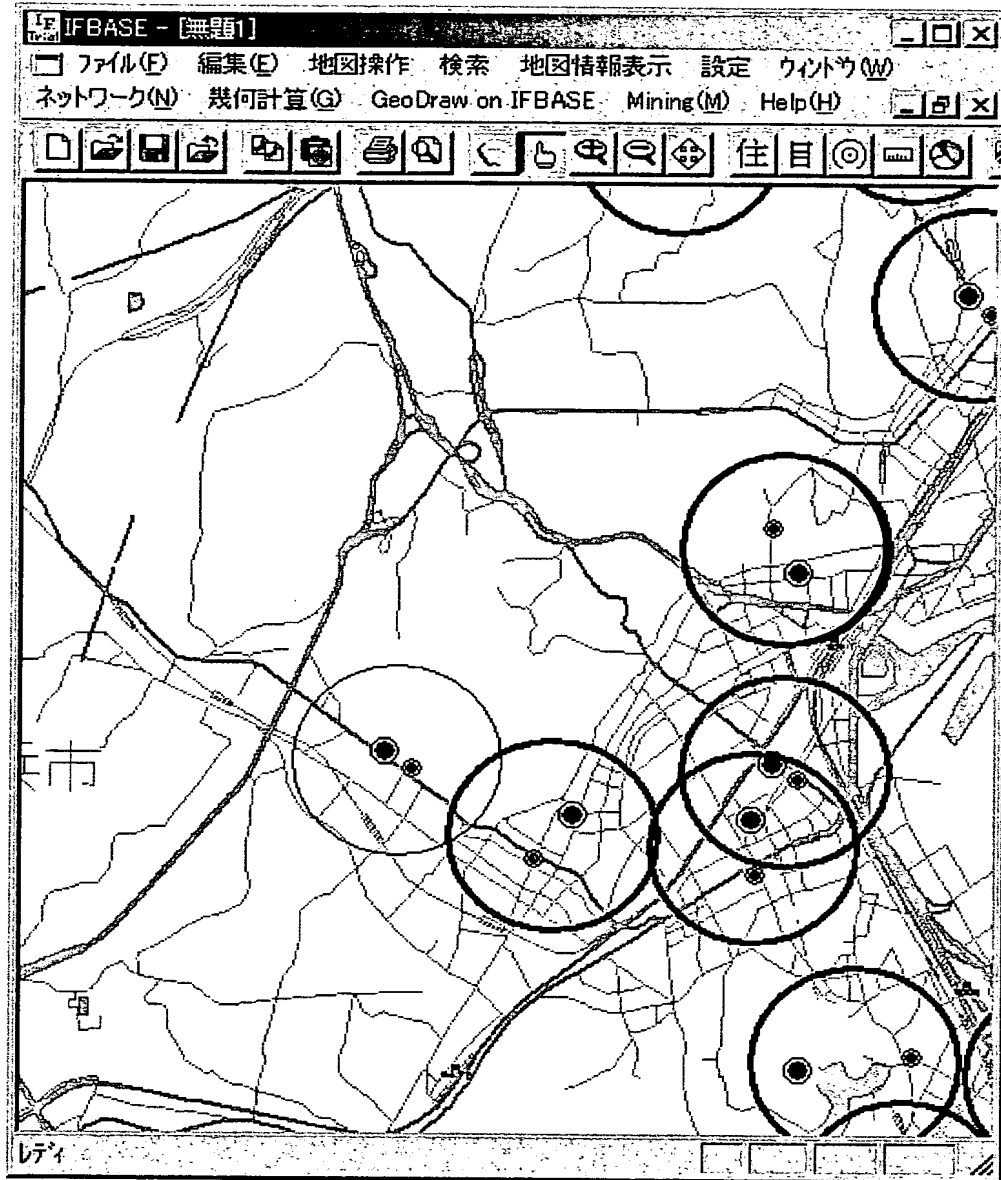 IFBASE - [無題1]
ファイル(F) 編集(E) 地図操作 検索 地図情報表示 設定 ウィンドウ(W)
ネットワーク(N) 幾何計算(G) GeoDraw on IFBASE Mining(M) Help(H)
住 目
市
レディ